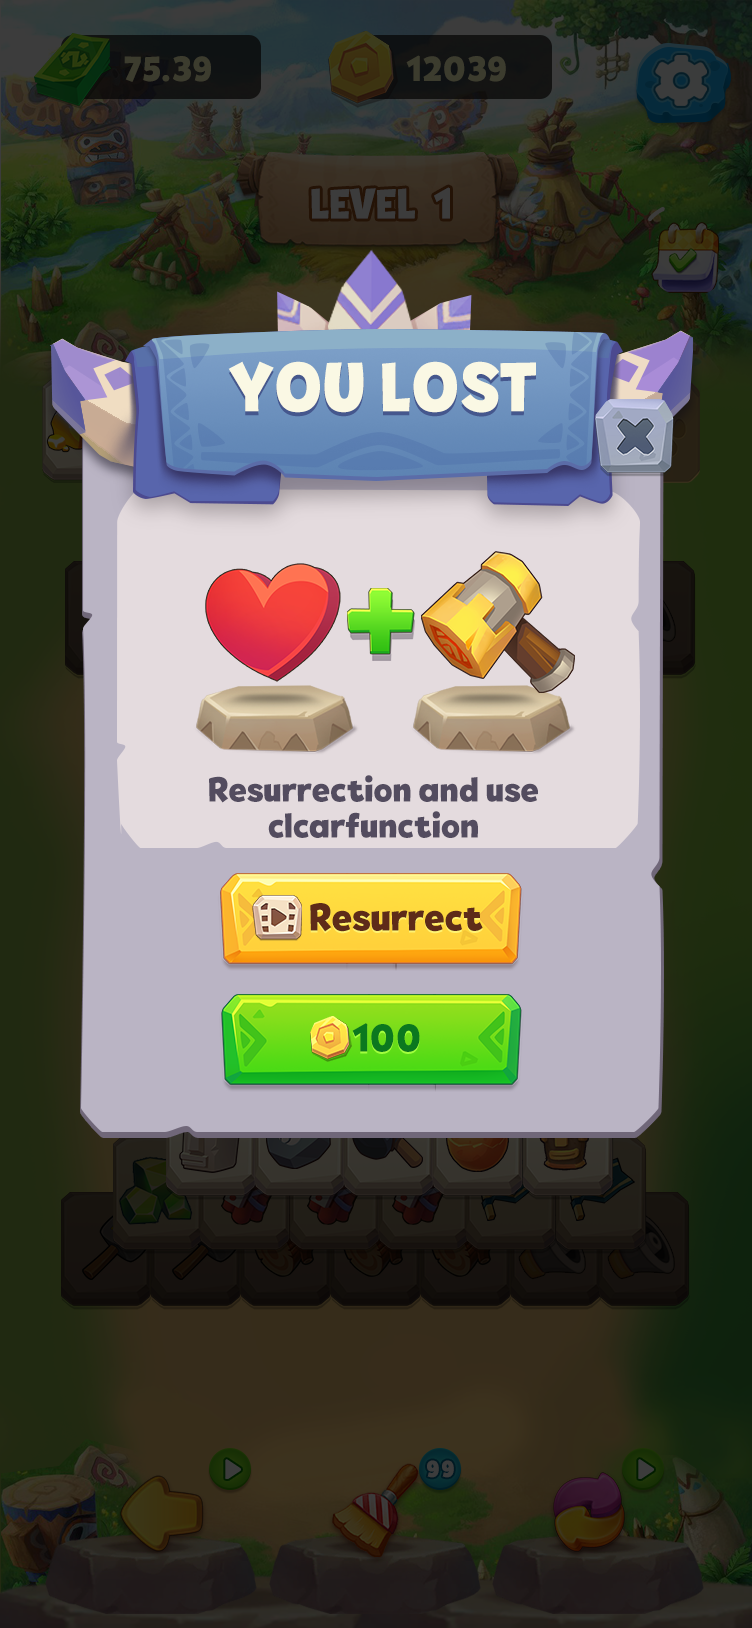 75.39
12039
LEVEL 1
YOU LOST
Resurrection and use
clcarfunction
Resurrect
100
99